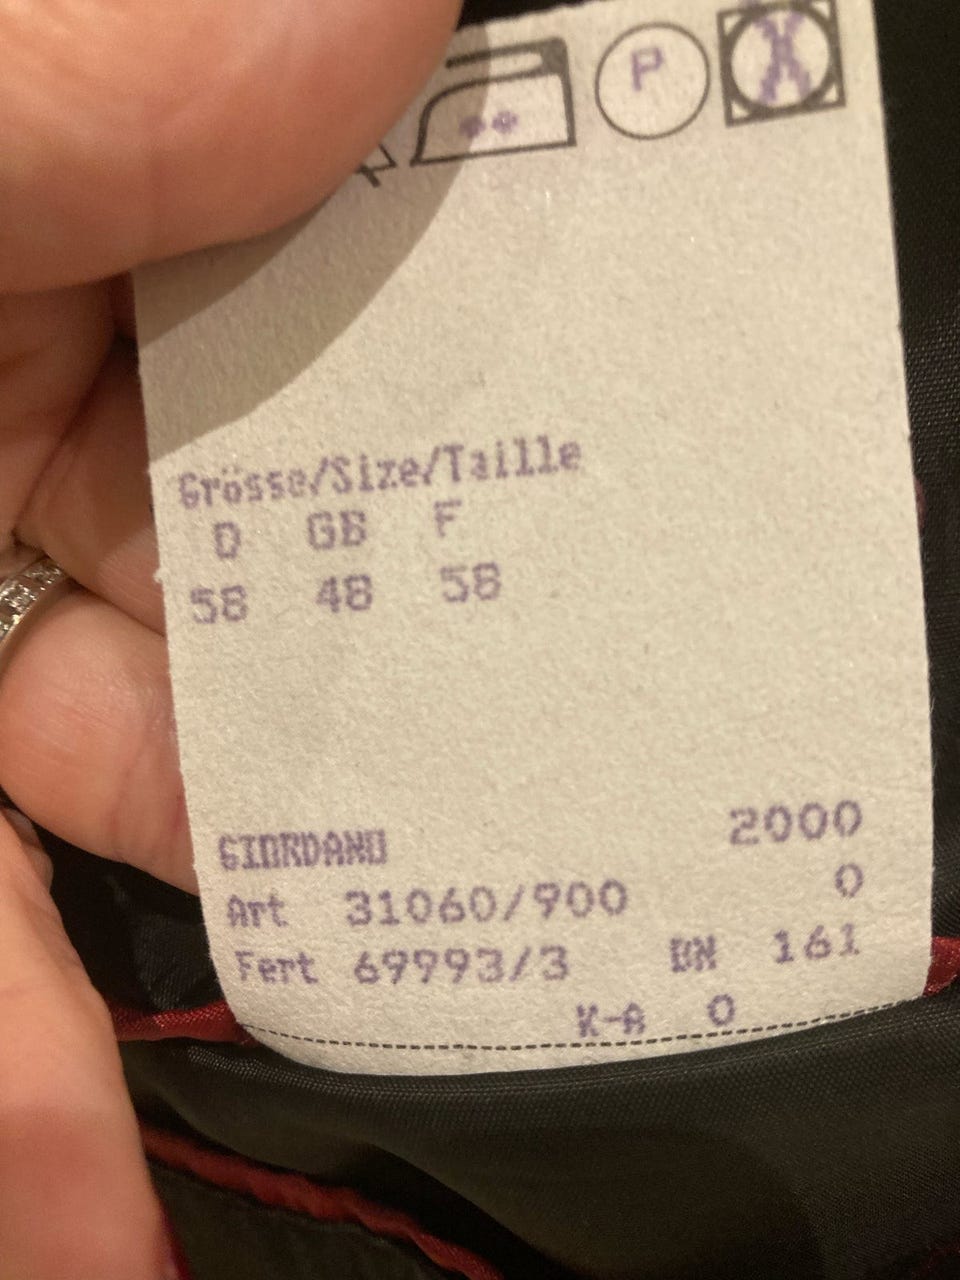 P
Grösse/Size/Taille
D GB F
58 48 58
GIORDANO 2000
Art 31060/900 0
Fert 69993/3 BN 161
K-A 0